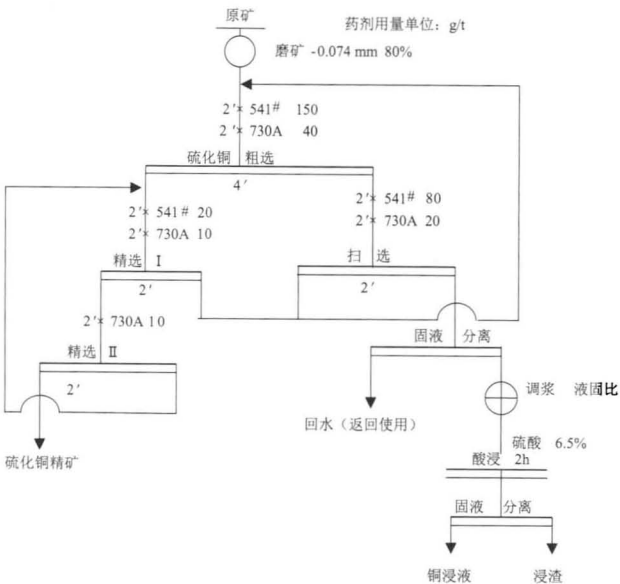 原矿
药剂用量单位：g/t
磨矿 -0.074 mm 80%
2′ 541# 150
2′ 730A 40
硫化铜 粗选
4′
2′ 541# 80
2′ 730A 20
2′ 541# 20
2′ 730A 10
精选 Ⅰ
2′
扫 选
2′
2′ 730A 10
精选 Ⅱ
2′
硫化铜精矿
固液 分离
回水（返回使用）
调浆 液固比
硫酸 6.5%
酸浸 2h
固液 分离
铜浸液
浸渣